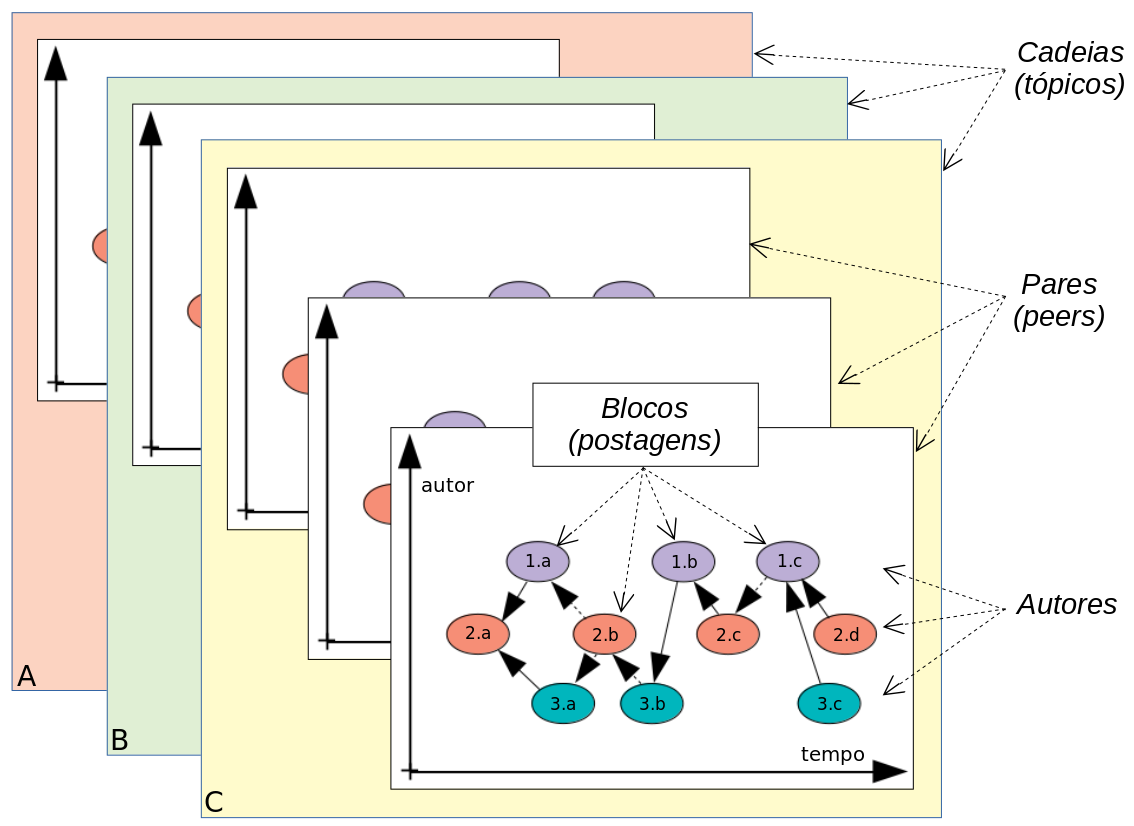 Cadeias
(tópicos)
Pares
(peers)
Blocos
(postagens)
autor
1.a
1.b
1.c
2.a
2.b
2.c
2.d
Autores
3.a
3.b
3.c
tempo
A
B
C